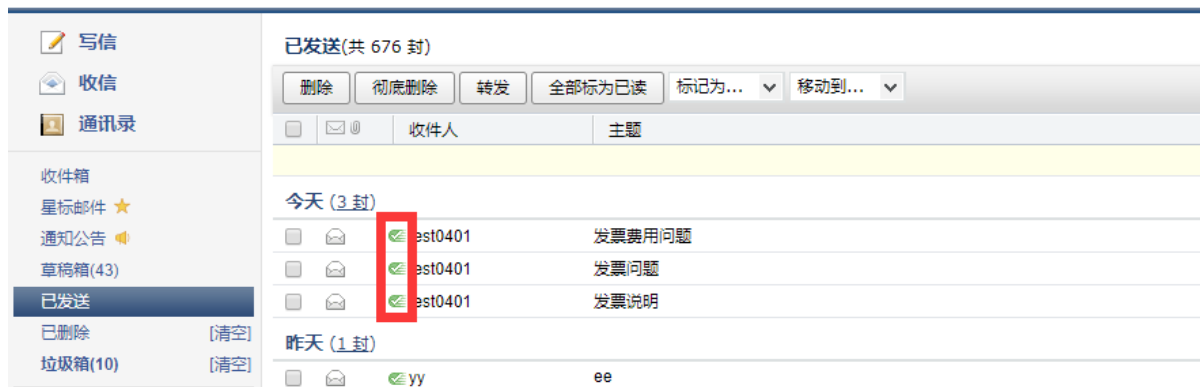 写信
收信
通讯录
收件箱
星标邮件
通知公告
草稿箱(43)
已发送
已删除 [清空]
垃圾箱(10) [清空]
已发送(共 676 封)
删除 彻底删除 转发 全部标为已读 标记为... 移动到...
收件人 主题
今天 (3 封)
est0401 发票费用问题
est0401 发票问题
est0401 发票说明
昨天 (1 封)
yy ee